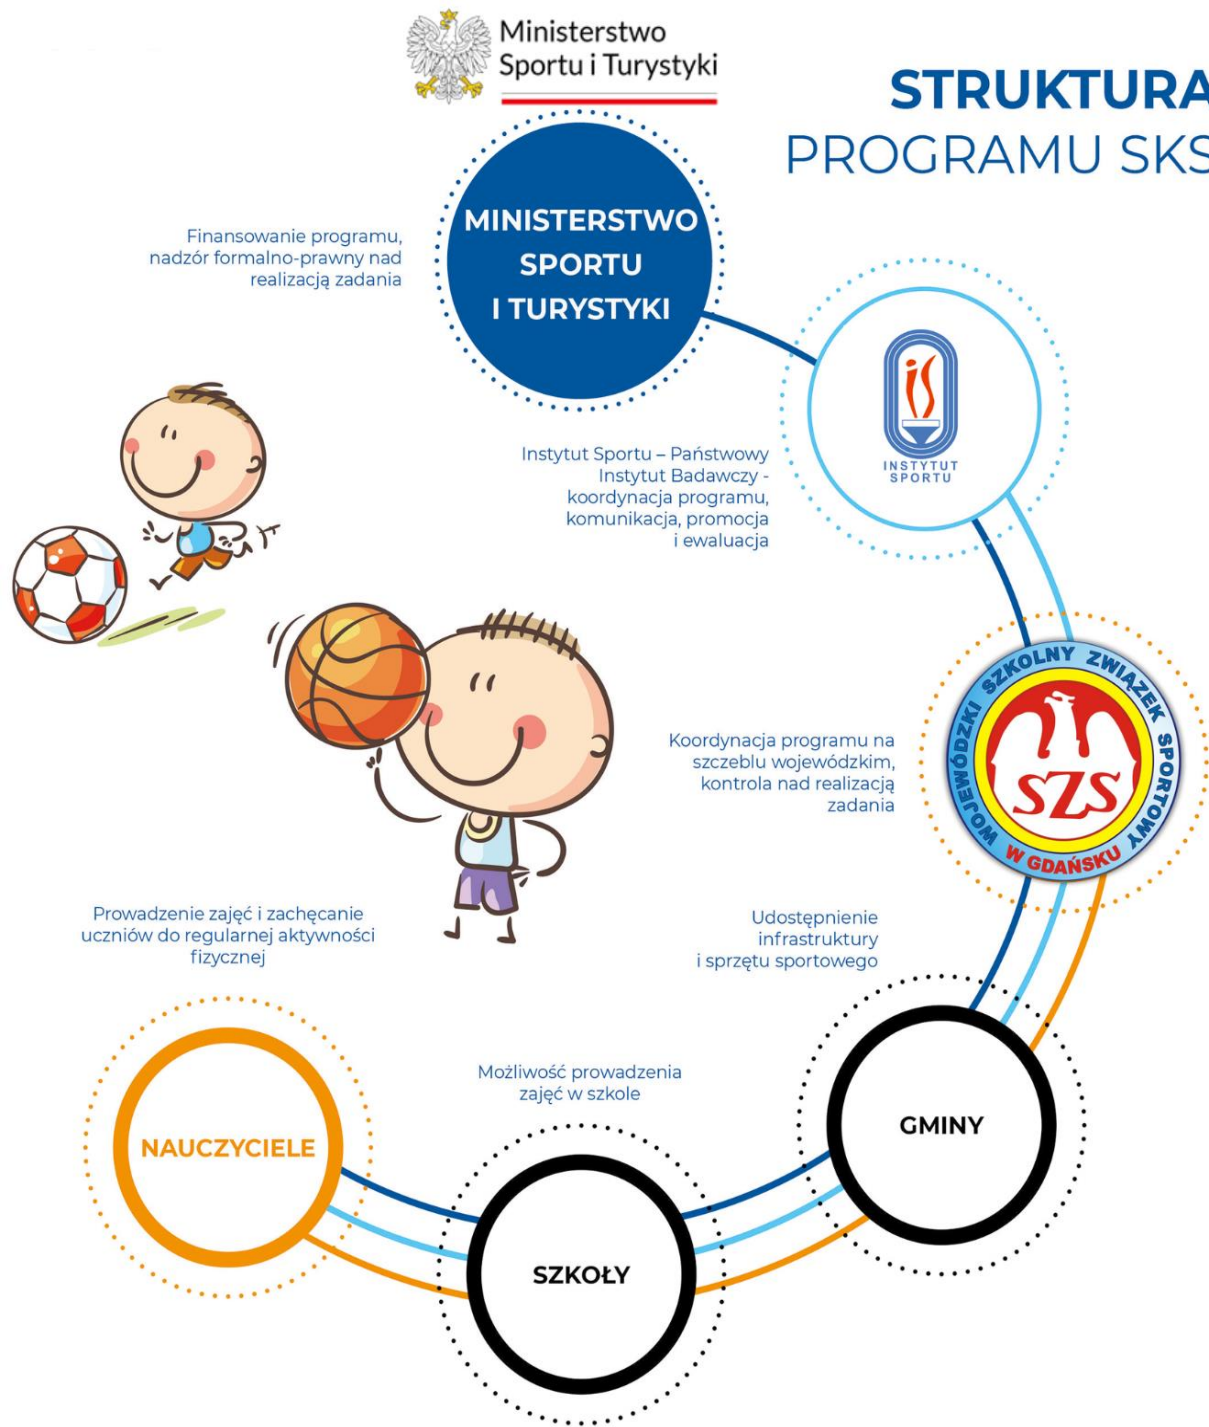 Ministerstwo
Sportu i Turystyki
STRUKTURA
PROGRAMU SKS
MINISTERSTWO
SPORTU
I TURYSTYKI
Finansowanie programu,
nadzór formalno-prawny nad
realizacją zadania
INSTYTUT
SPORTU
Instytut Sportu – Państwowy
Instytut Badawczy -
koordynacja programu,
komunikacja, promocja
i ewaluacja
WOJEWÓDZKI SZKOLNY ZWIĄZEK SPORTOWY
SZS
W GDAŃSKU
Koordynacja programu na
szczeblu wojewódzkim,
kontrola nad realizacją
zadania
Udostępnienie
infrastruktury
i sprzętu sportowego
GMINY
Możliwość prowadzenia
zajęć w szkole
SZKOŁY
Prowadzenie zajęć i zachęcanie
uczniów do regularnej aktywności
fizycznej
NAUCZYCIELE